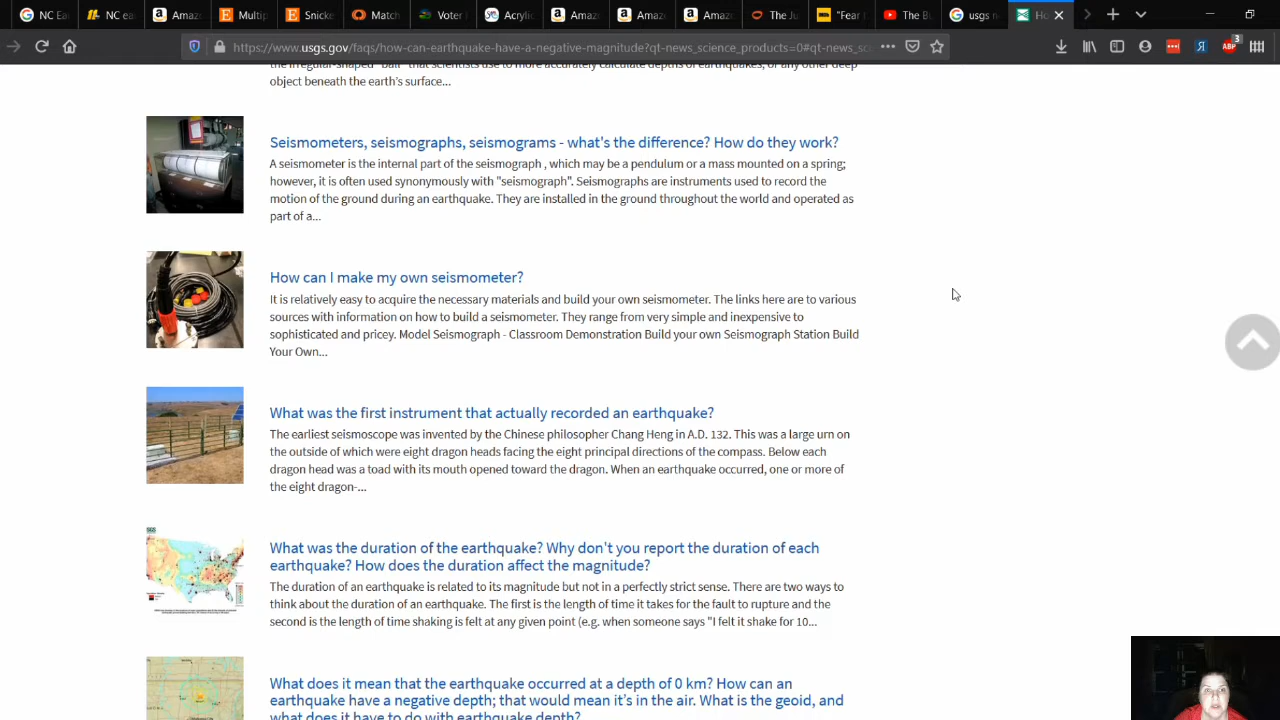 NC Ea
NC ea
Amaz
Multip
Snicke
Match
Voter
Acrylic
Amaz
Amaz
Amaz
The Ju
"Fear
The Bu
usgs n
Ho
https://www.usgs.gov/faqs/how-can-earthquake-have-a-negative-magnitude?qt-news_science_products=0#qt-news_sc
ABP
3
the irregular-shaped "ball" that scientists use to more accurately calculate depths of earthquakes, or any other deep
object beneath the earth's surface...
Seismometers, seismographs, seismograms - what's the difference? How do they work?
A seismometer is the internal part of the seismograph , which may be a pendulum or a mass mounted on a spring;
however, it is often used synonymously with "seismograph". Seismographs are instruments used to record the
motion of the ground during an earthquake. They are installed in the ground throughout the world and operated as
part of a...
How can I make my own seismometer?
It is relatively easy to acquire the necessary materials and build your own seismometer. The links here are to various
sources with information on how to build a seismometer. They range from very simple and inexpensive to
sophisticated and pricey. Model Seismograph - Classroom Demonstration Build your own Seismograph Station Build
Your Own...
What was the first instrument that actually recorded an earthquake?
The earliest seismoscope was invented by the Chinese philosopher Chang Heng in A.D. 132. This was a large urn on
the outside of which were eight dragon heads facing the eight principal directions of the compass. Below each
dragon head was a toad with its mouth opened toward the dragon. When an earthquake occurred, one or more of
the eight dragon-...
What was the duration of the earthquake? Why don't you report the duration of each
earthquake? How does the duration affect the magnitude?
The duration of an earthquake is related to its magnitude but not in a perfectly strict sense. There are two ways to
think about the duration of an earthquake. The first is the length of time it takes for the fault to rupture and the
second is the length of time shaking is felt at any given point (e.g. when someone says "I felt it shake for 10...
What does it mean that the earthquake occurred at a depth of 0 km? How can an
earthquake have a negative depth; that would mean it's in the air. What is the geoid, and
what does it have to do with earthquake depth?